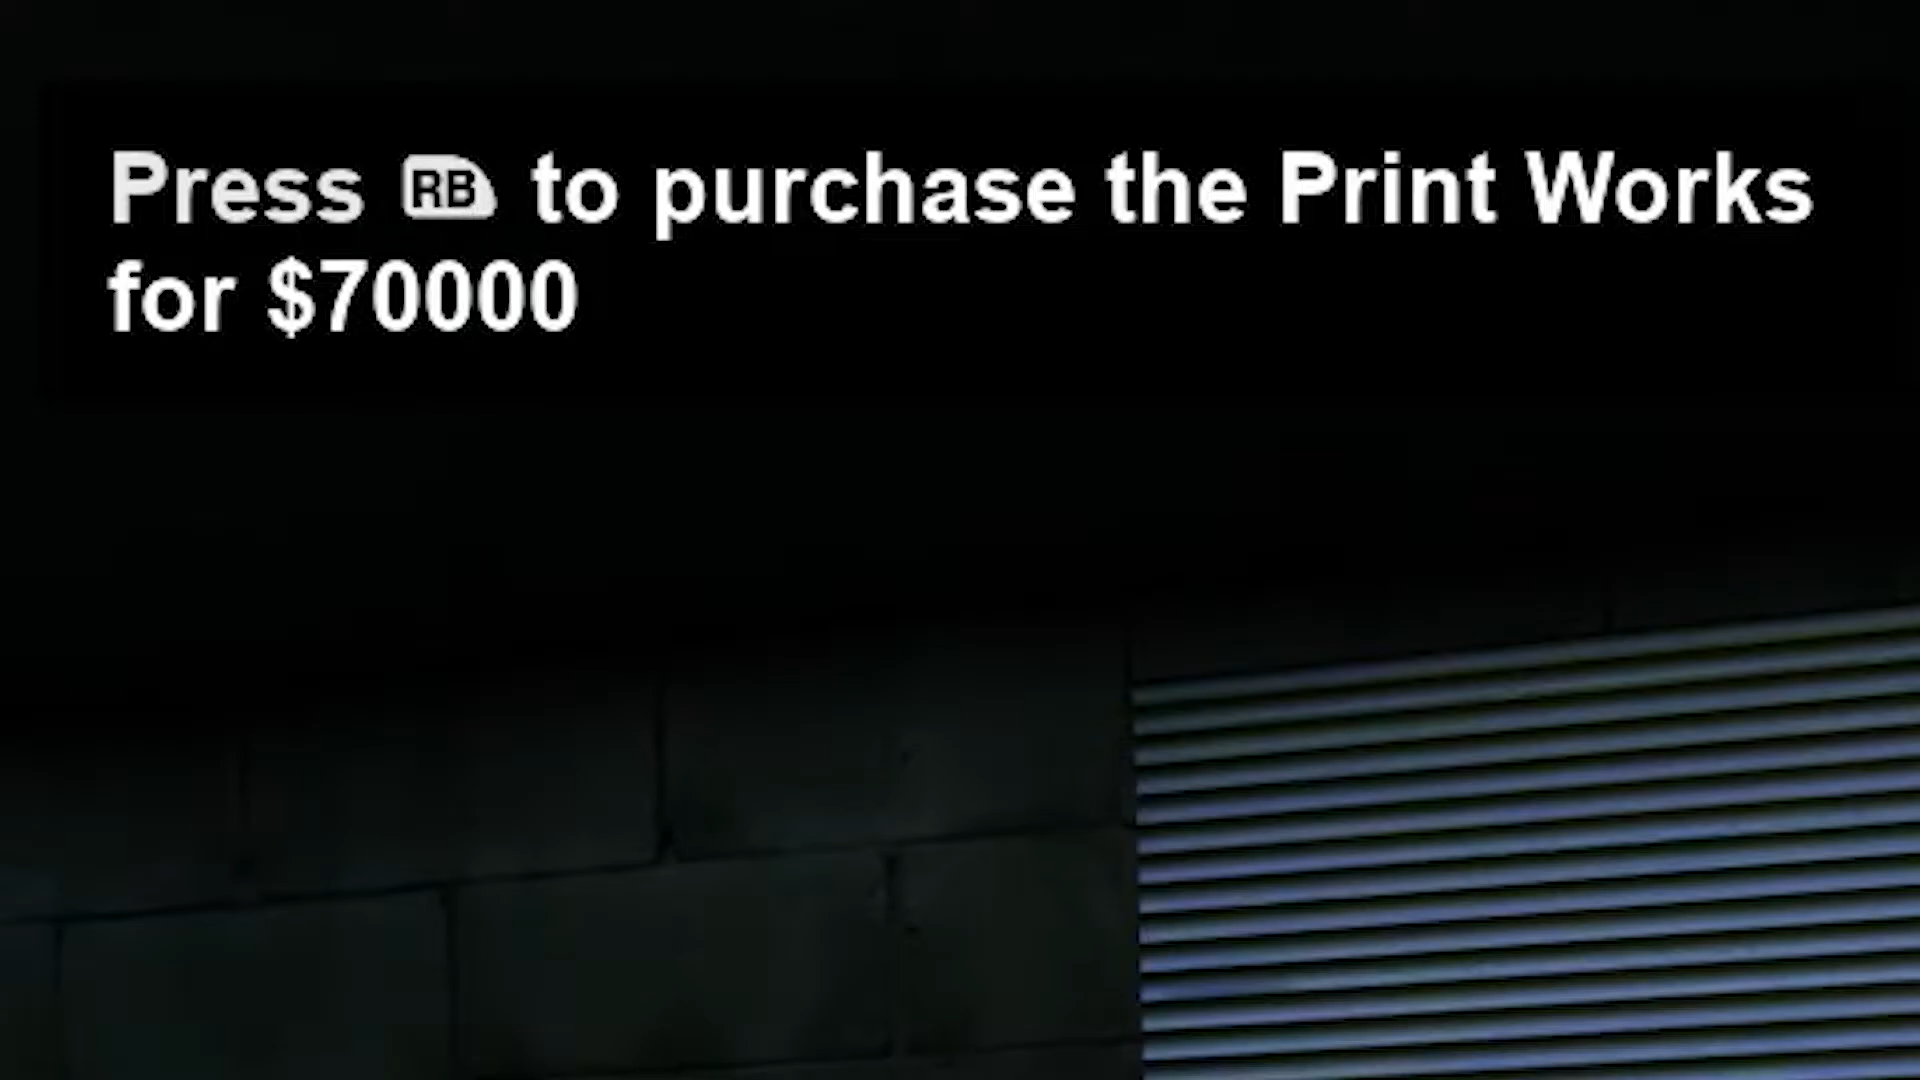 Press RB to purchase the Print Works
for $70000